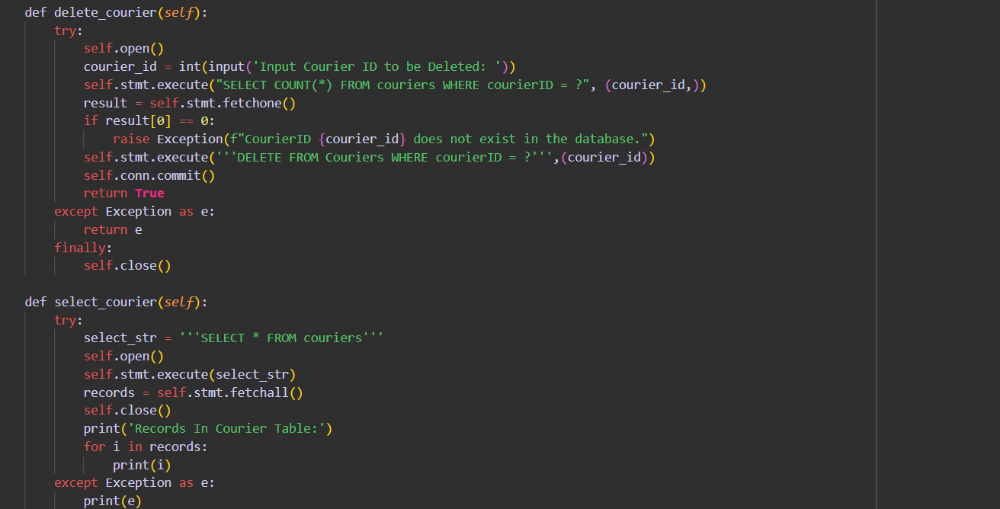 def delete_courier(self):
    try:
        self.open()
        courier_id = int(input('Input Courier ID to be Deleted: '))
        self.stmt.execute("SELECT COUNT(*) FROM couriers WHERE courierID = ?", (courier_id,))
        result = self.stmt.fetchone()
        if result[0] == 0:
            raise Exception(f"CourierID {courier_id} does not exist in the database.")
        self.stmt.execute('''DELETE FROM Couriers WHERE courierID = ?''',(courier_id))
        self.conn.commit()
        return True
    except Exception as e:
        return e
    finally:
        self.close()

def select_courier(self):
    try:
        select_str = '''SELECT * FROM couriers'''
        self.open()
        self.stmt.execute(select_str)
        records = self.stmt.fetchall()
        self.close()
        print('Records In Courier Table:')
        for i in records:
            print(i)
    except Exception as e:
        print(e)